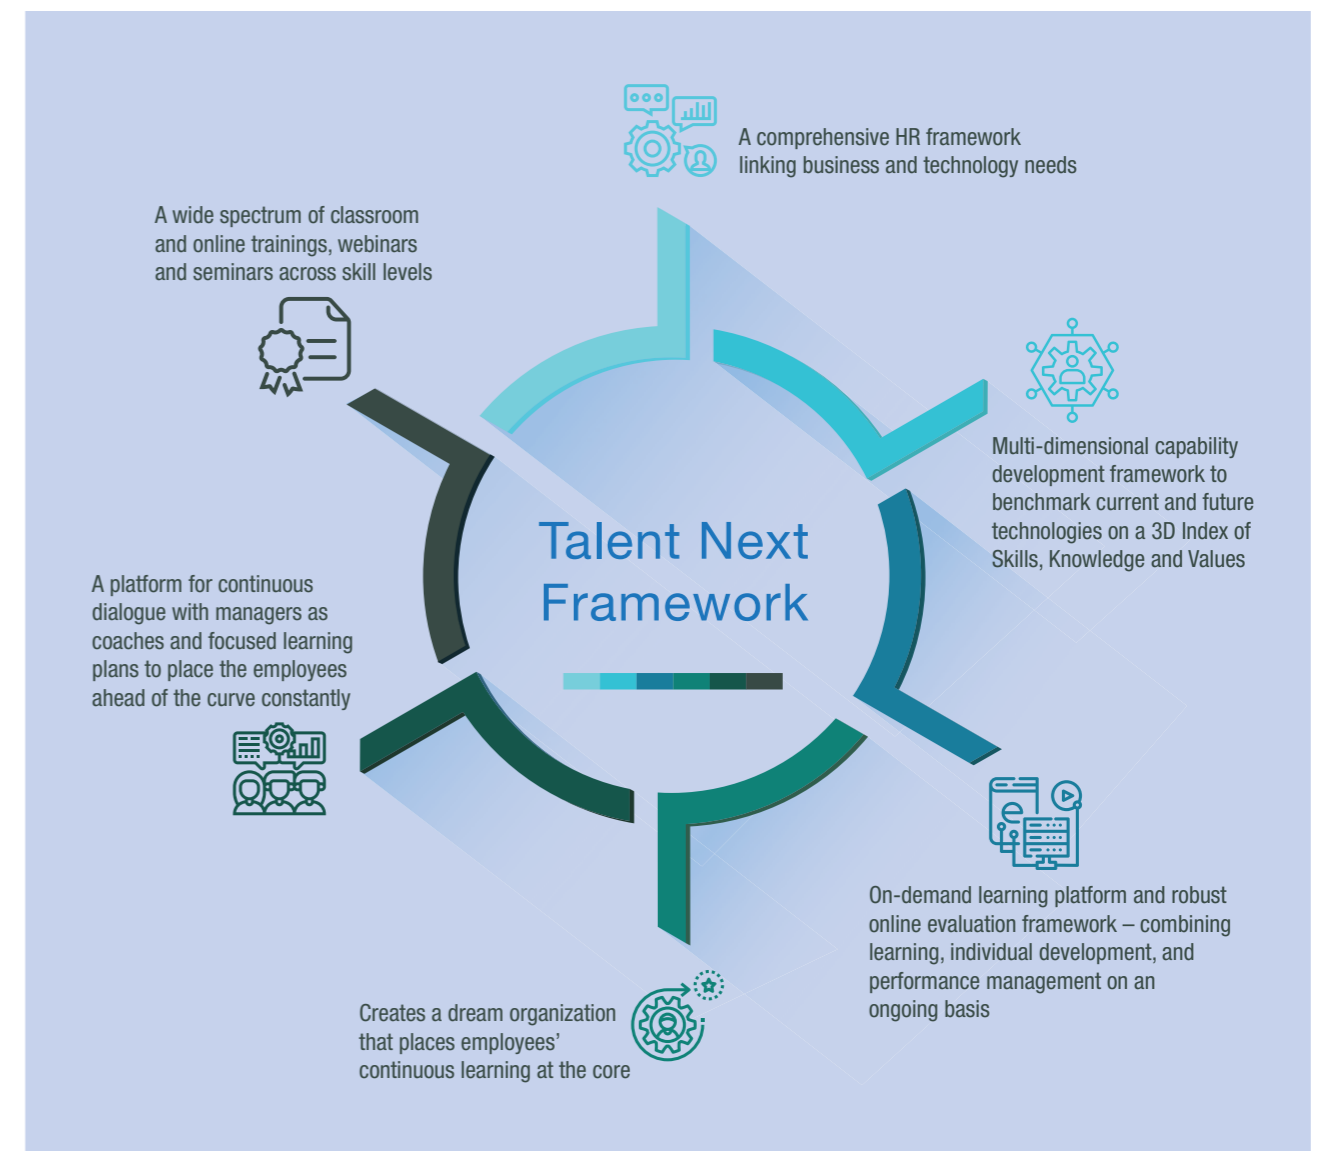 A comprehensive HR framework
linking business and technology needs
A wide spectrum of classroom
and online trainings, webinars
and seminars across skill levels
Multi-dimensional capability
development framework to
benchmark current and future
technologies on a 3D Index of
Skills, Knowledge and Values
Talent Next
Framework
A platform for continuous
dialogue with managers as
coaches and focused learning
plans to place the employees
ahead of the curve constantly
e
On-demand learning platform and robust
online evaluation framework – combining
learning, individual development, and
performance management on an
ongoing basis
Creates a dream organization
that places employees’
continuous learning at the core